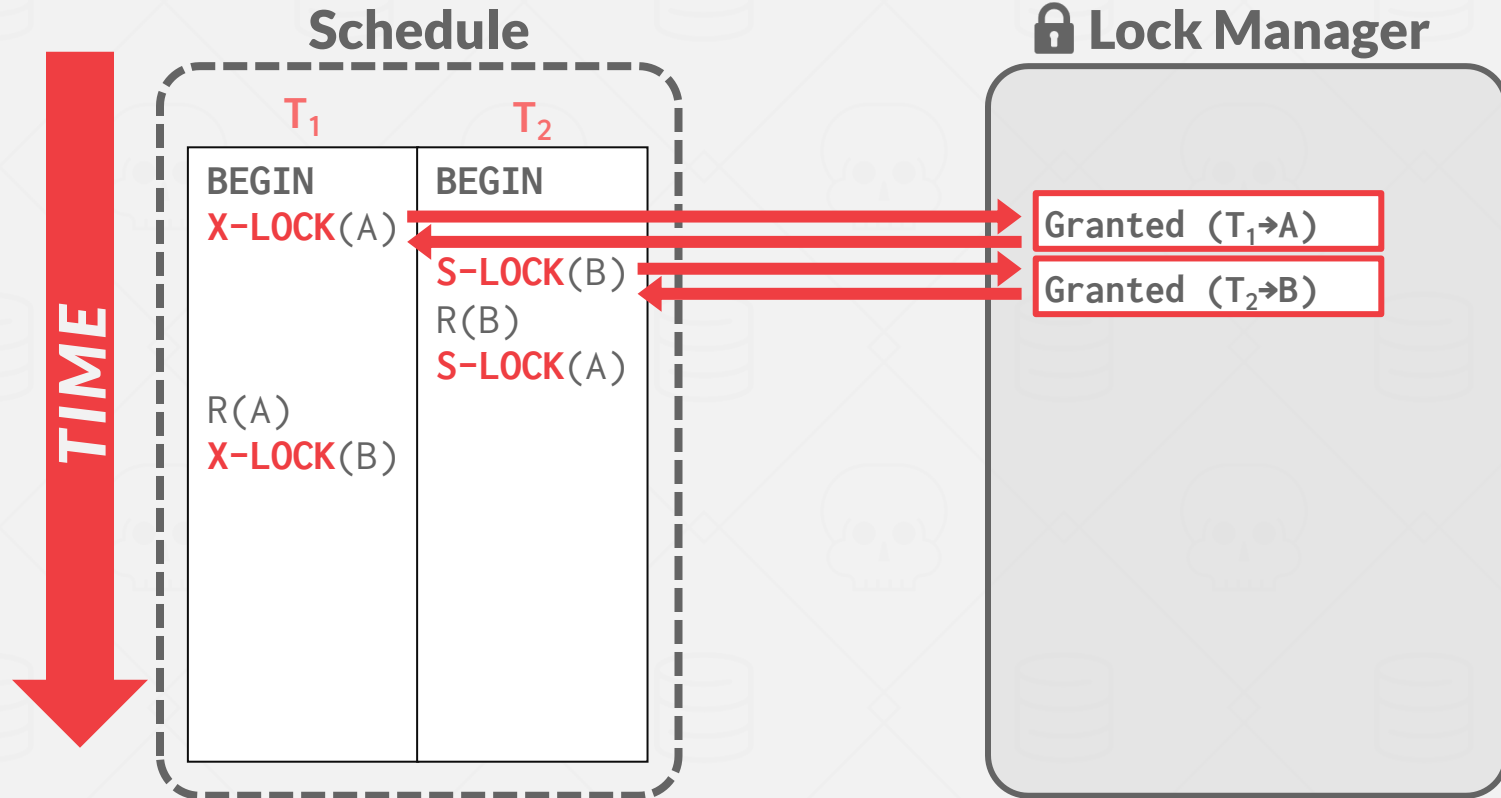 Schedule
Lock Manager
TIME
T₁
T₂
BEGIN
BEGIN
X-LOCK(A)
Granted (T₁→A)
S-LOCK(B)
Granted (T₂→B)
R(B)
S-LOCK(A)
R(A)
X-LOCK(B)